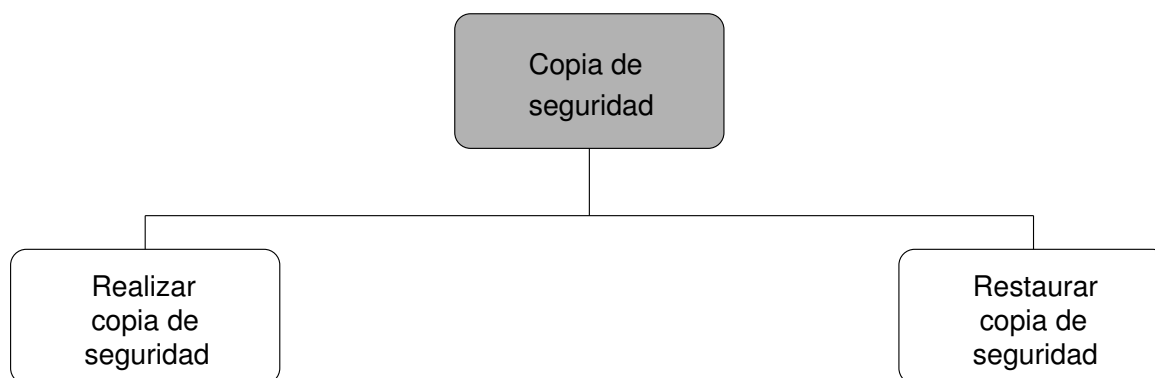 Copia de
seguridad
Realizar
copia de
seguridad
Restaurar
copia de
seguridad